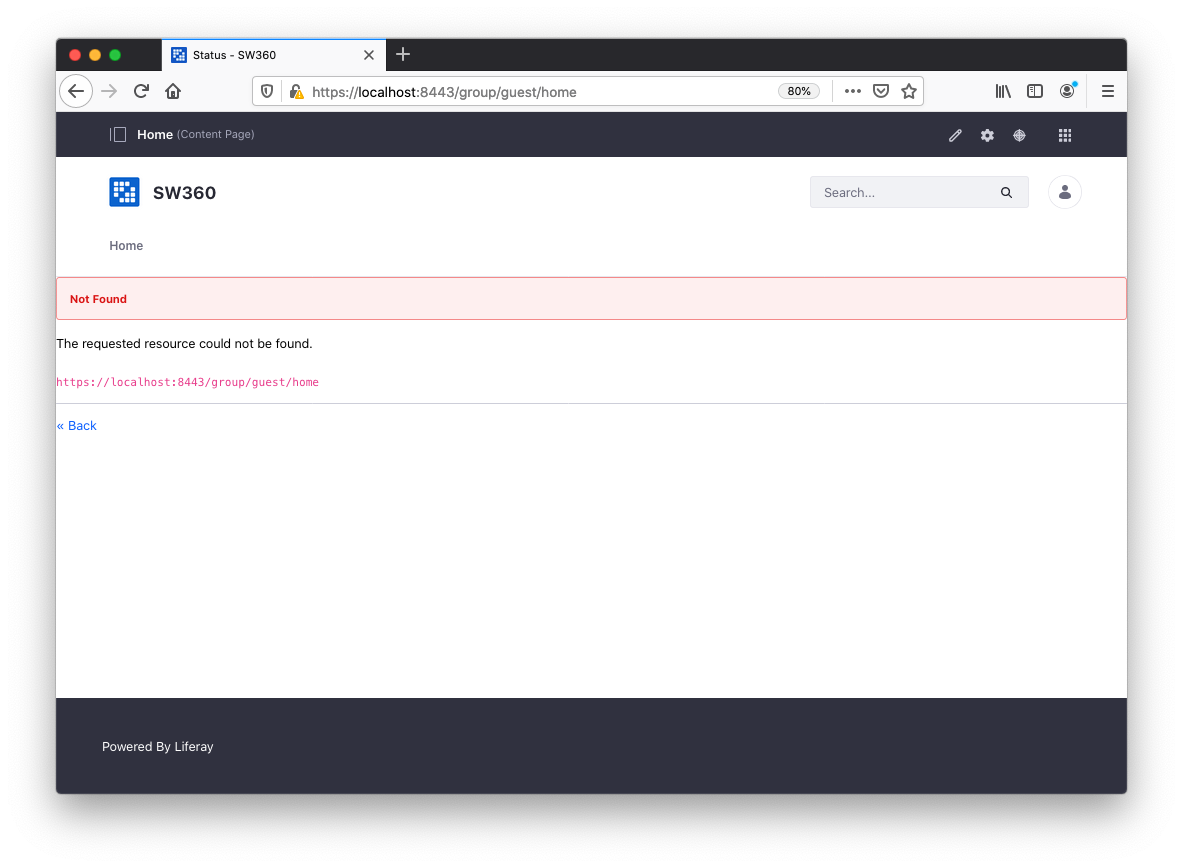 Status - SW360
https://localhost:8443/group/guest/home
80%
Home (Content Page)
SW360
Search...
Home
Not Found
The requested resource could not be found.
https://localhost:8443/group/guest/home
« Back
Powered By Liferay